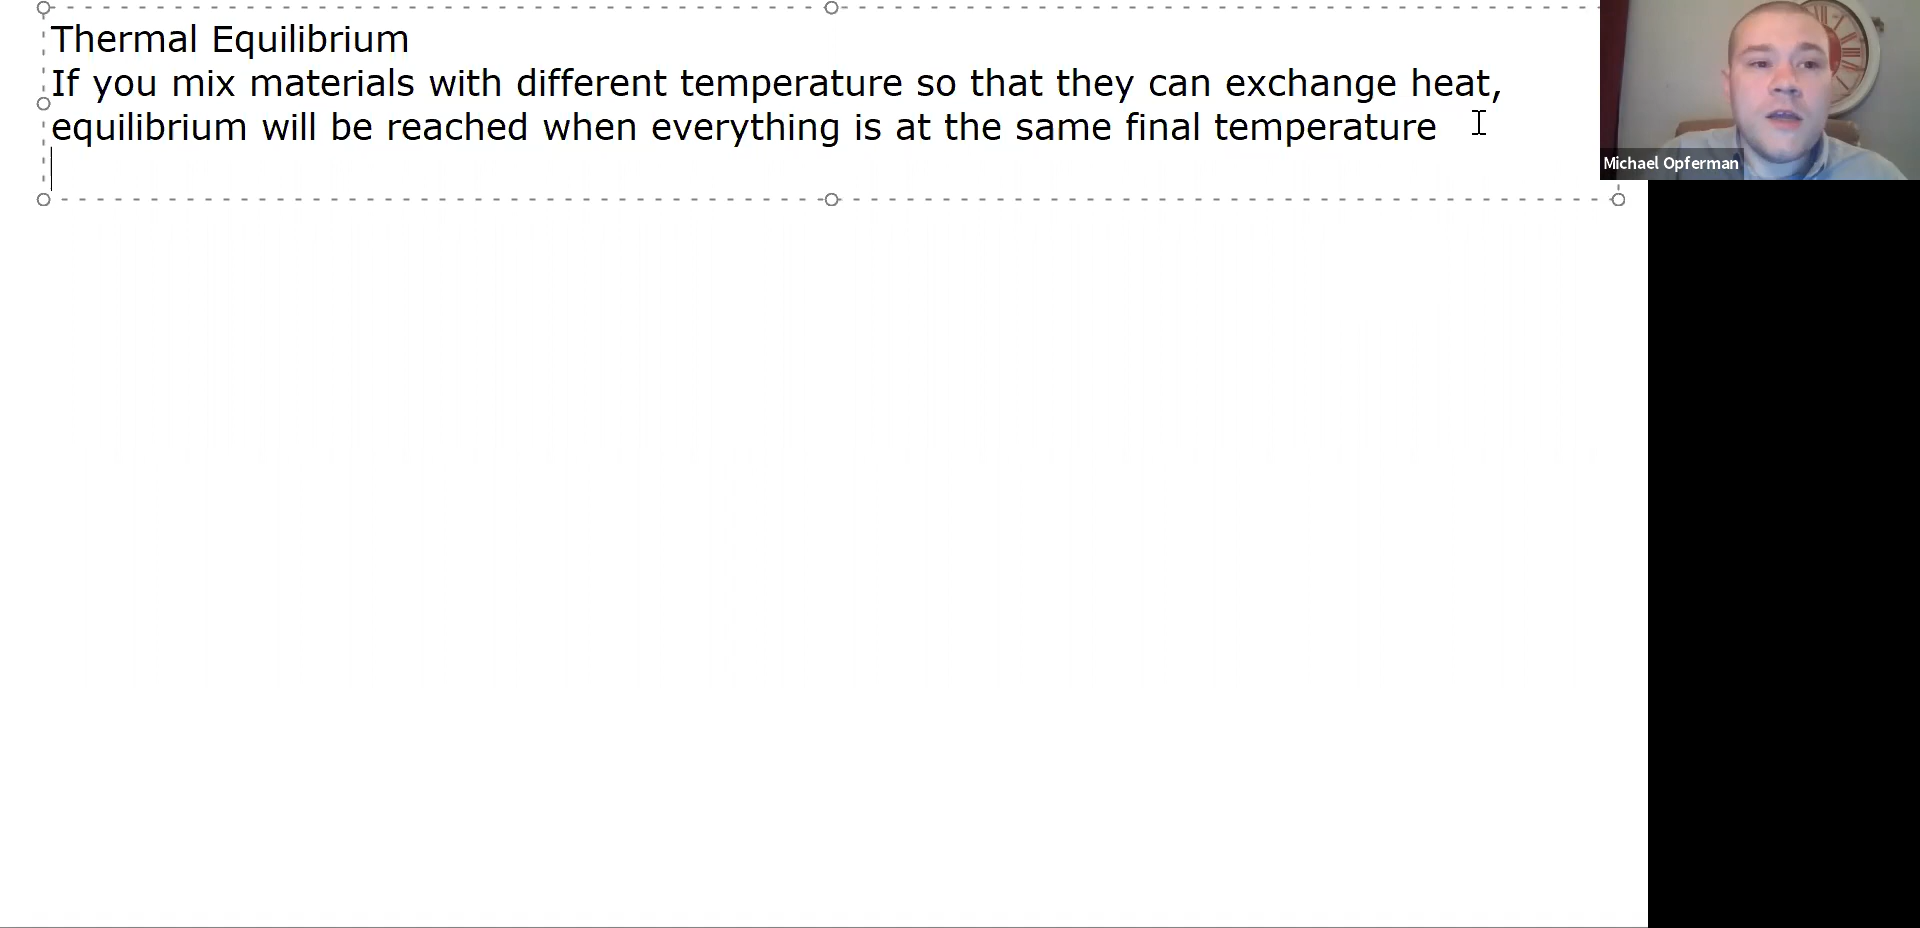 Thermal Equilibrium
If you mix materials with different temperature so that they can exchange heat,
equilibrium will be reached when everything is at the same final temperature
Michael Opferman